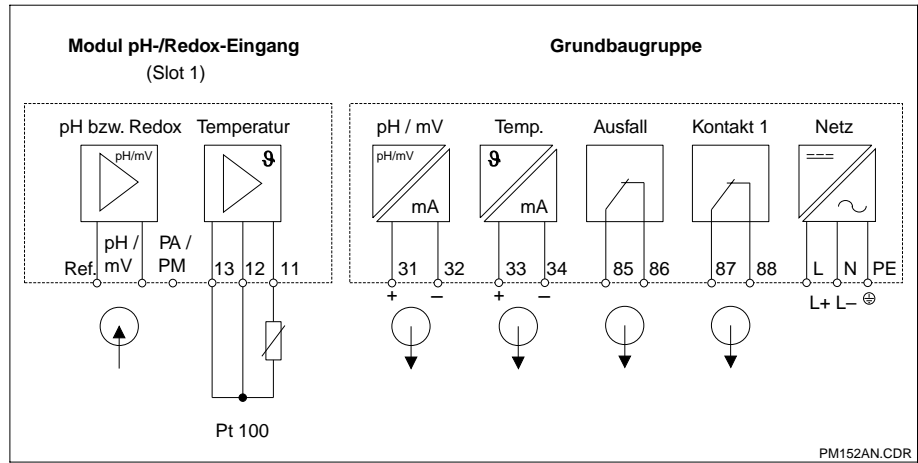 Modul pH-/Redox-Eingang
(Slot 1)
Grundbaugruppe
pH bzw. Redox Temperatur
pH / mV Temp. Ausfall Kontakt 1 Netz
pH/mV ϑ
pH/mV mA ϑ mA
Ref. pH / mV PA / PM 13 12 11
31 32 33 34 85 86 87 88 L N PE
+ – + – L+ L–
Pt 100
PM152AN.CDR